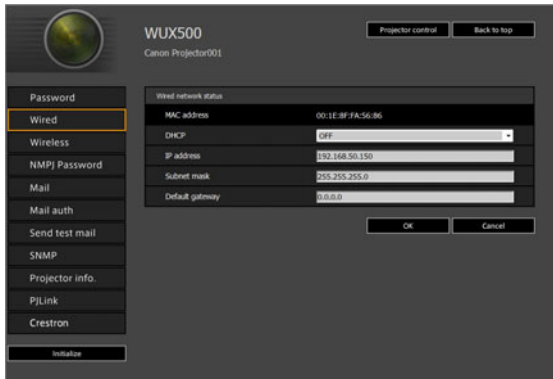 WUX500
Canon Projector001
Projector control
Back to top
Password
Wired
Wireless
NMPJ Password
Mail
Mail auth
Send test mail
SNMP
Projector info.
PJLink
Crestron
Initialize
Wired network status
MAC address 00:1E:8F:FA:56:86
DHCP OFF
IP address 192.168.50.150
Subnet mask 255.255.255.0
Default gateway 0.0.0.0
OK
Cancel